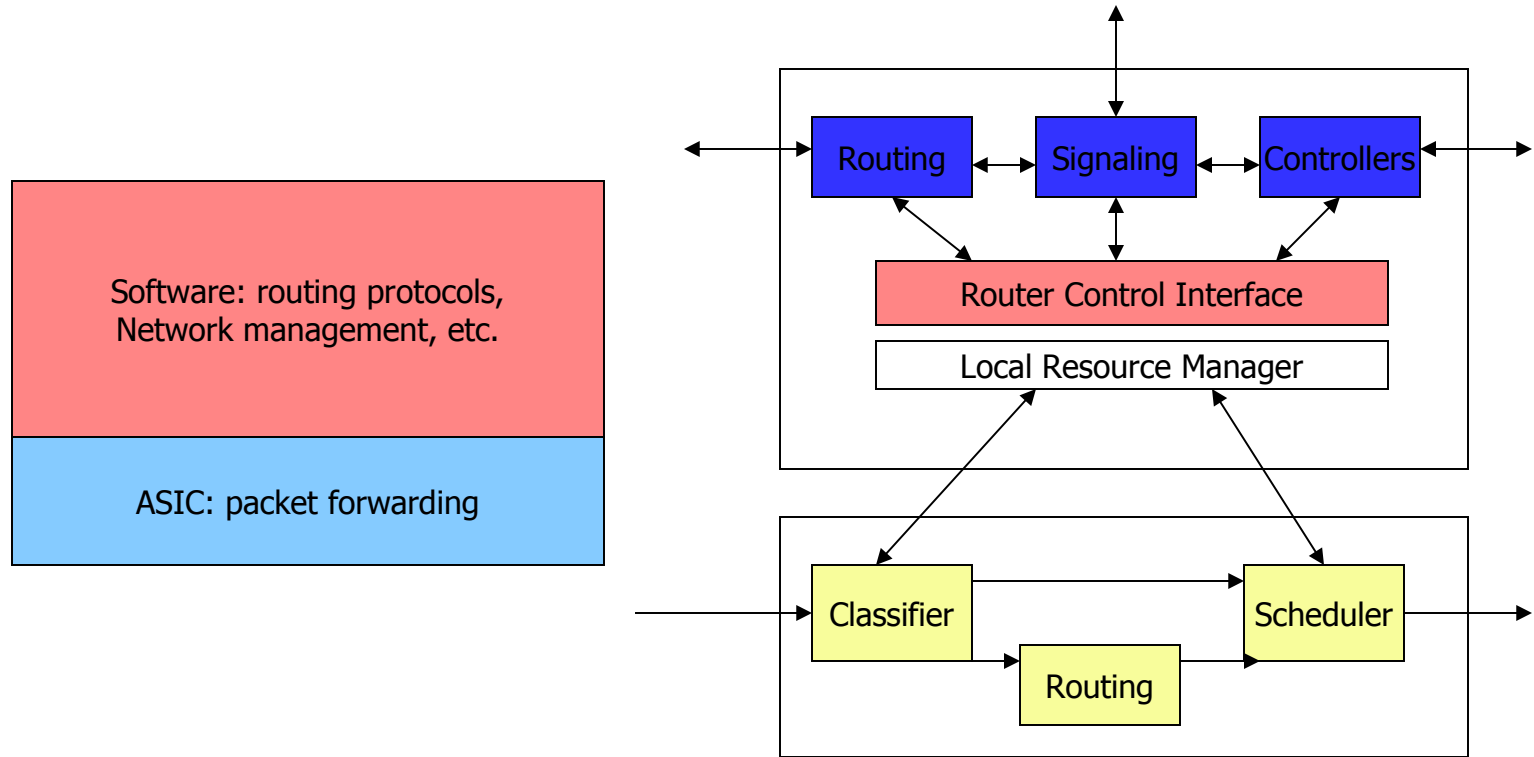 Software: routing protocols,
Network management, etc.
ASIC: packet forwarding
Routing
Signaling
Controllers
Router Control Interface
Local Resource Manager
Classifier
Scheduler
Routing